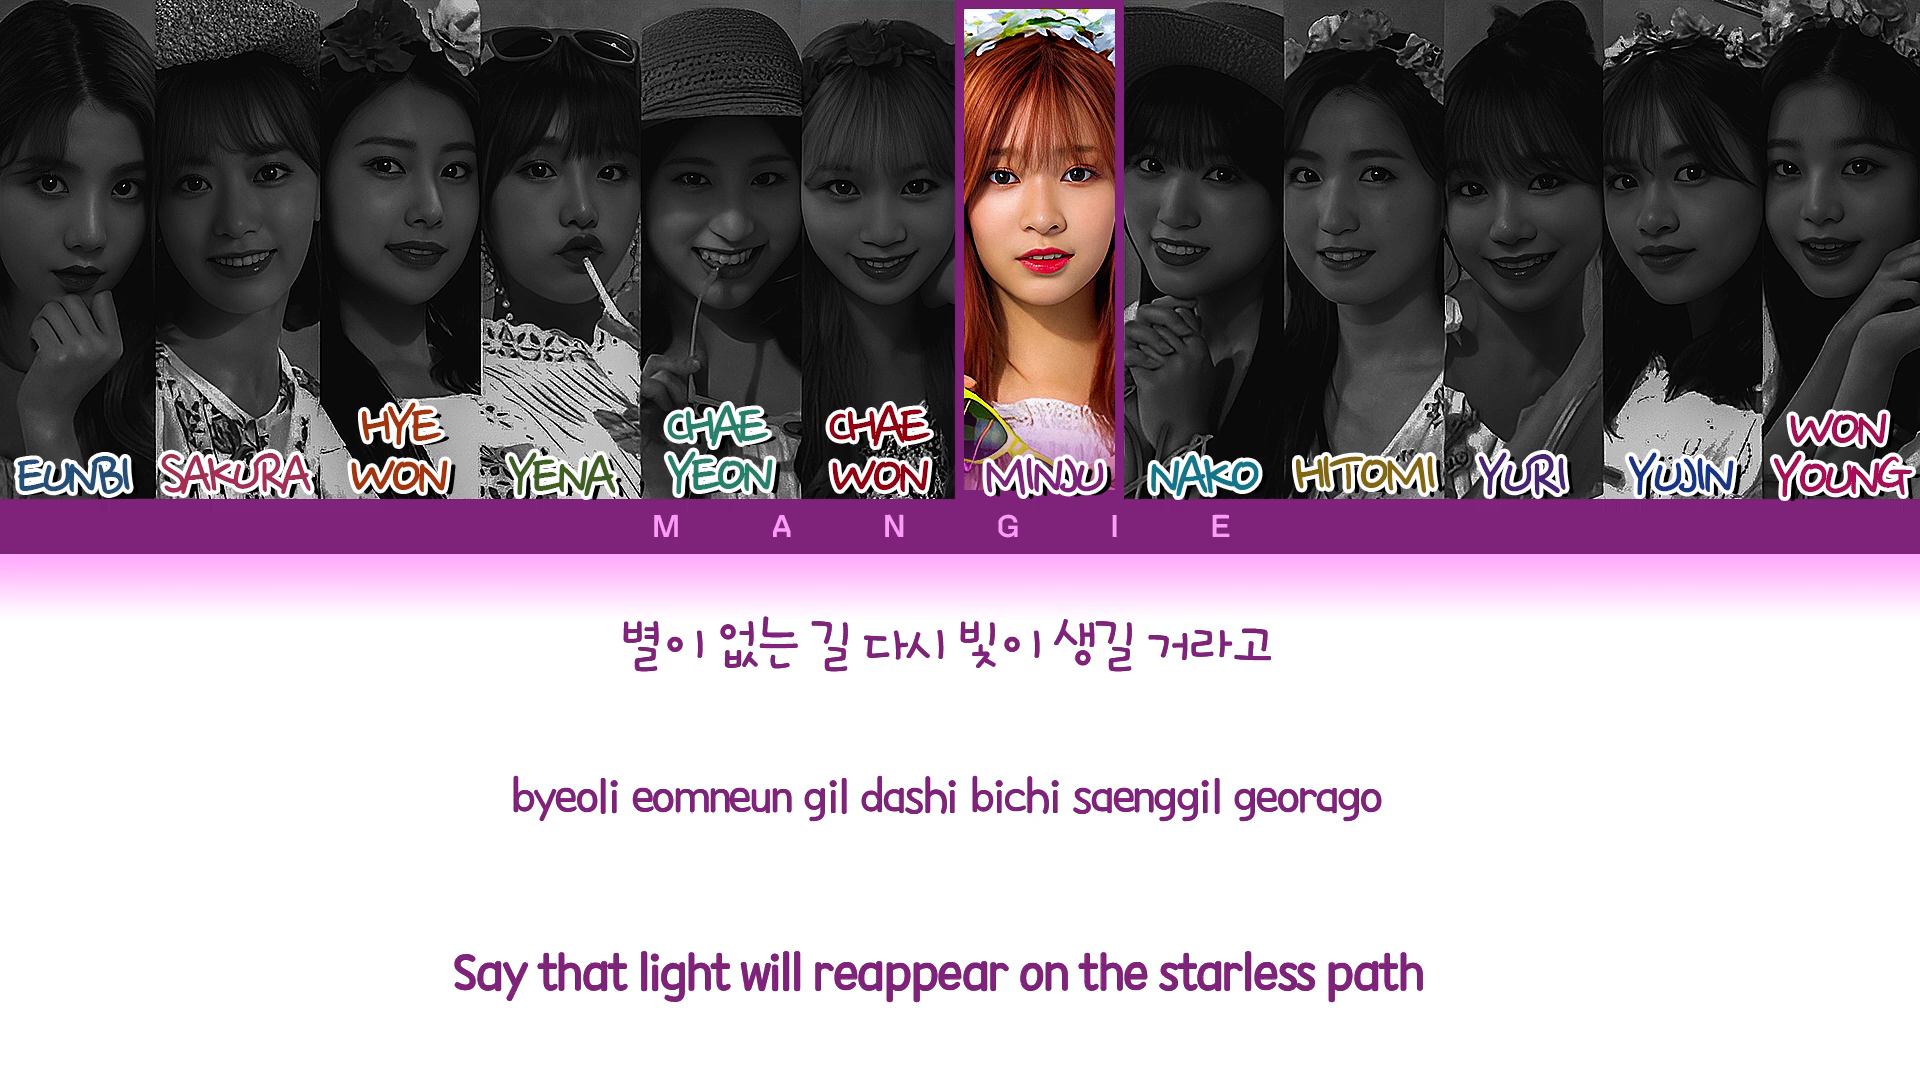 EUNBI
SAKURA
HYE
WON
YENA
CHAE
YEON
CHAE
WON
MINJU
NAKO
HITOMI
YURI
YUJIN
WON
YOUNG
MANGIE
별이 없는 길 다시 빛이 생길 거라고
byeoli eomneun gil dashi bichi saenggil georago
Say that light will reappear on the starless path